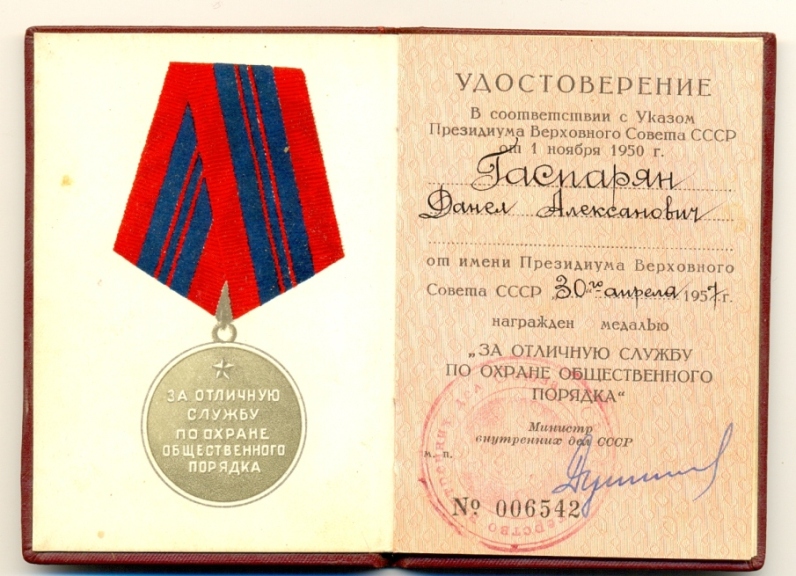 ЗА ОТЛИЧНУЮ
СЛУЖБУ
ПО ОХРАНЕ
ОБЩЕСТВЕННОГО
ПОРЯДКА
УДОСТОВЕРЕНИЕ
В соответствии с Указом
Президиума Верховного Совета СССР
от 1 ноября 1950 г.
Гаспарян
Данел Алексанович
от имени Президиума Верховного
Совета СССР „30го“ апреля 1957 г.
награжден медалью
„ЗА ОТЛИЧНУЮ СЛУЖБУ
ПО ОХРАНЕ ОБЩЕСТВЕННОГО
ПОРЯДКА“
Министр
внутренних дел СССР
м. п.
№ 006542